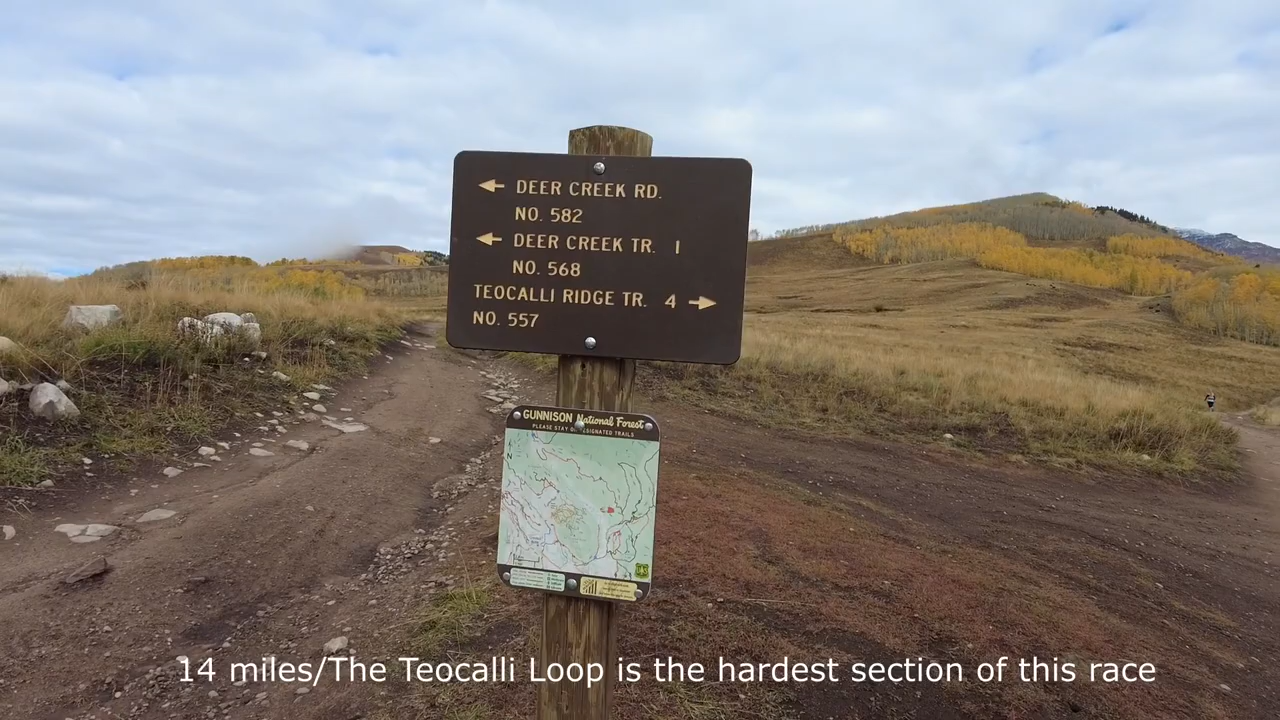 DEER CREEK RD.
NO. 582
DEER CREEK TR. 1
NO. 568
TEOCALLI RIDGE TR. 4
NO. 557
GUNNISON National Forest
PLEASE STAY ON DESIGNATED TRAILS
N
14 miles/The Teocalli Loop is the hardest section of this race